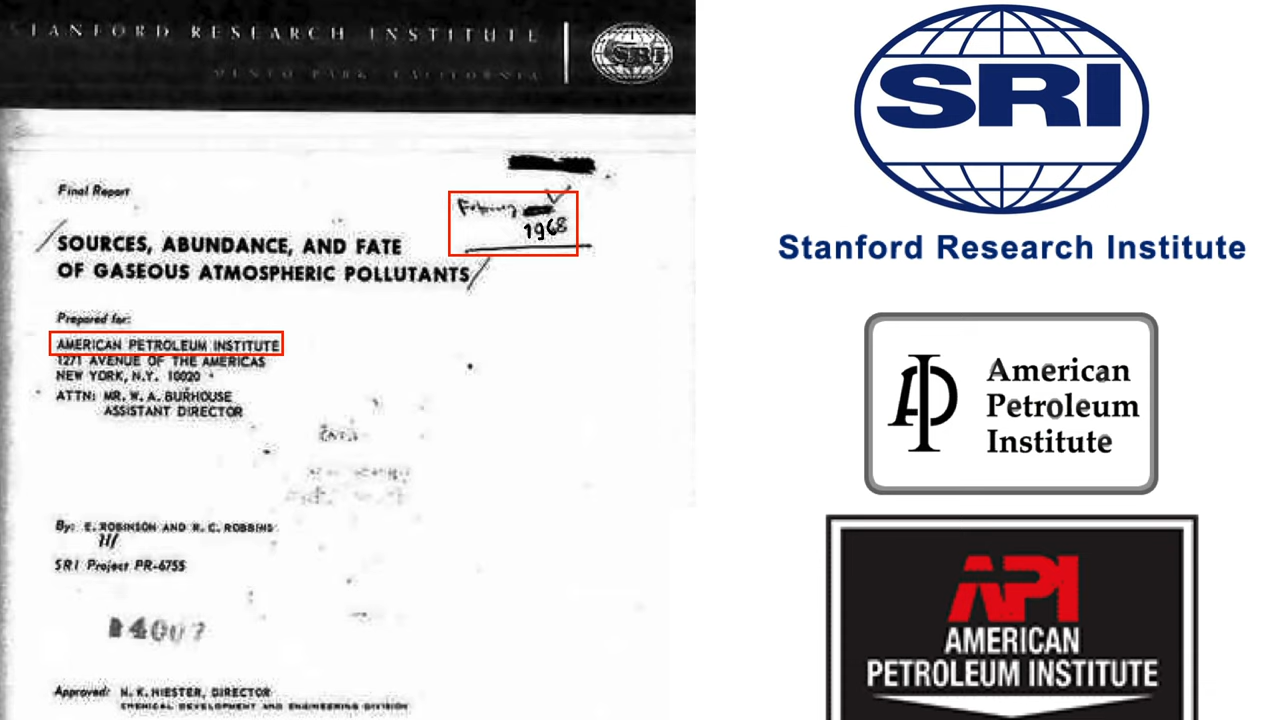 STANFORD RESEARCH INSTITUTE
SRI
MENLO PARK, CALIFORNIA
Final Report
February
1968
SOURCES, ABUNDANCE, AND FATE
OF GASEOUS ATMOSPHERIC POLLUTANTS
Prepared for:
AMERICAN PETROLEUM INSTITUTE
1271 AVENUE OF THE AMERICAS
NEW YORK, N.Y. 10020
ATTN: MR. W. A. BURHOUSE
ASSISTANT DIRECTOR
By: E. ROBINSON AND R. C. ROBBINS
SRI Project PR-6755
Approved: N. K. HIESTER, DIRECTOR
CHEMICAL DEVELOPMENT AND ENGINEERING DIVISION
SRI
Stanford Research Institute
API
American
Petroleum
Institute
API
AMERICAN
PETROLEUM INSTITUTE